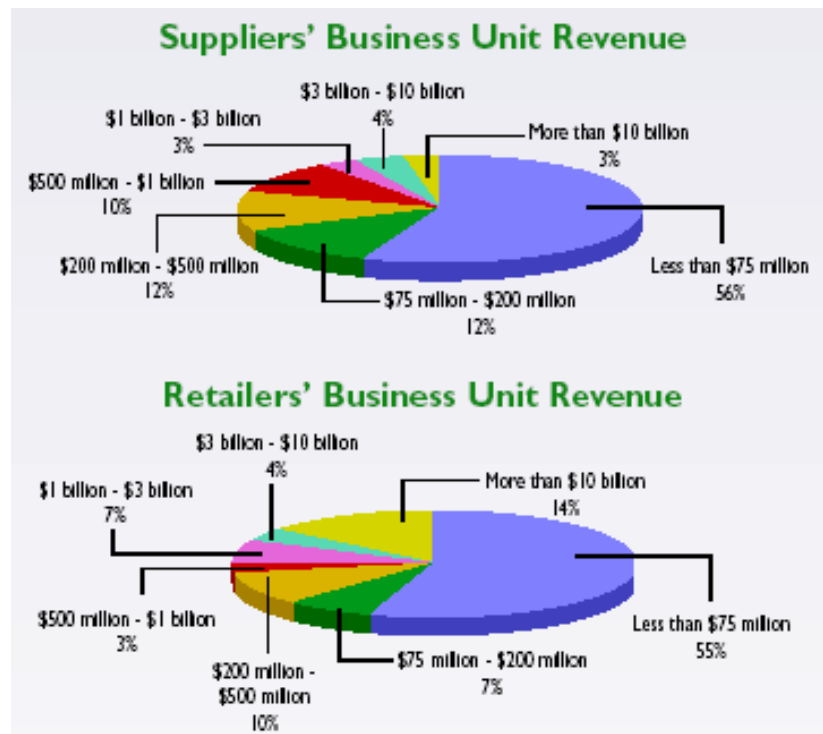 Suppliers' Business Unit Revenue
$3 billion - $10 billion
4%
$1 billion - $3 billion
3%
More than $10 billion
3%
$500 million - $1 billion
10%
$200 million - $500 million
12%
Less than $75 million
56%
$75 million - $200 million
12%
Retailers' Business Unit Revenue
$3 billion - $10 billion
4%
More than $10 billion
14%
$1 billion - $3 billion
7%
$500 million - $1 billion
3%
Less than $75 million
55%
$200 million -
$500 million
10%
$75 million - $200 million
7%